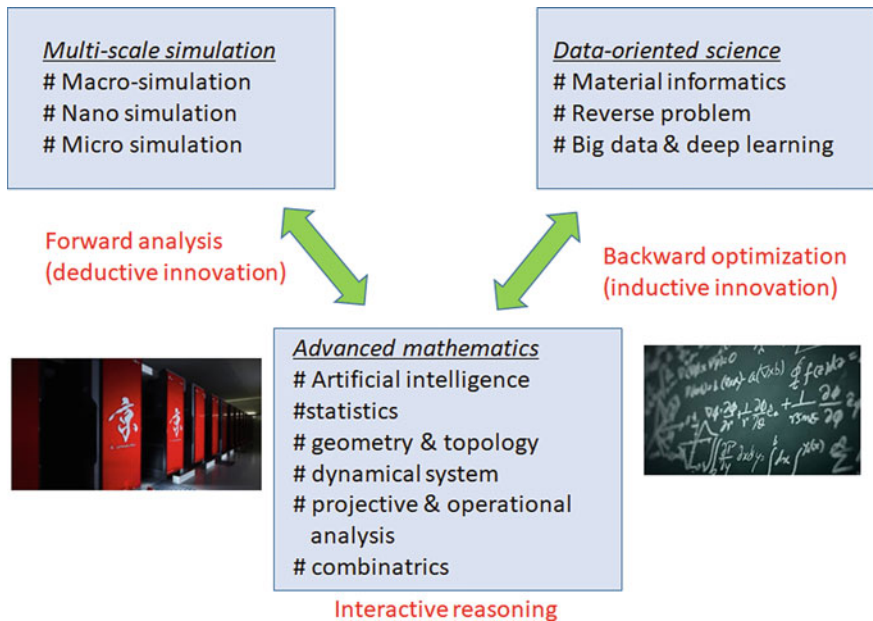 Multi-scale simulation
# Macro-simulation
# Nano simulation
# Micro simulation
Data-oriented science
# Material informatics
# Reverse problem
# Big data & deep learning
Forward analysis
(deductive innovation)
Backward optimization
(inductive innovation)
Advanced mathematics
# Artificial intelligence
#statistics
# geometry & topology
# dynamical system
# projective & operational
analysis
# combinatrics
京
Interactive reasoning